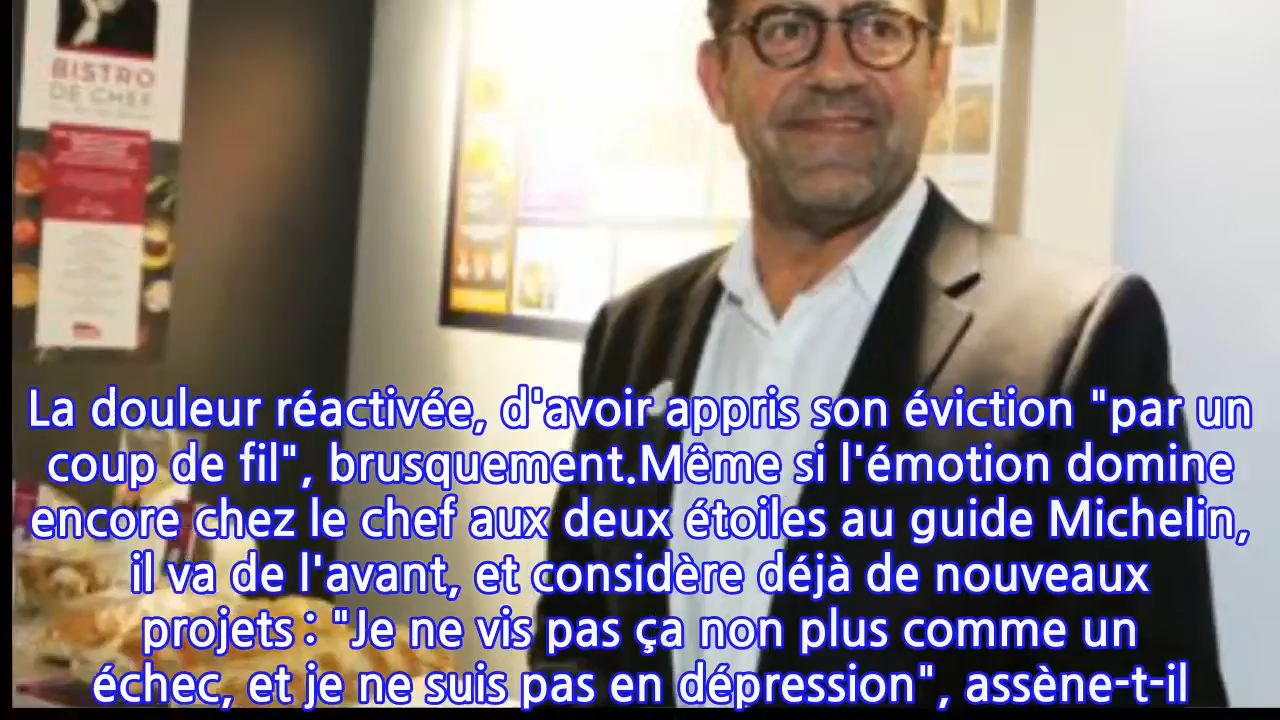 BISTRO
DE CHEF
La douleur réactivée, d'avoir appris son éviction "par un
coup de fil", brusquement.Même si l'émotion domine
encore chez le chef aux deux étoiles au guide Michelin,
il va de l'avant, et considère déjà de nouveaux
projets : "Je ne vis pas ça non plus comme un
échec, et je ne suis pas en dépression", assène-t-il